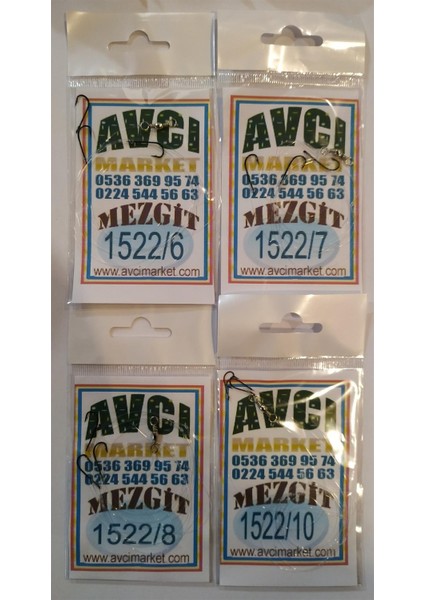 AVCI
MARKET
0536 369 95 74
0224 544 56 63
MEZGİT
1522/6
www.avcimarket.com
AVCI
MARKET
0536 369 95 74
0224 544 56 63
MEZGİT
1522/7
www.avcimarket.com
AVCI
MARKET
0536 369 95 74
0224 544 56 63
MEZGİT
1522/8
www.avcimarket.com
AVCI
MARKET
0536 369 95 74
0224 544 56 63
MEZGİT
1522/10
www.avcimarket.com